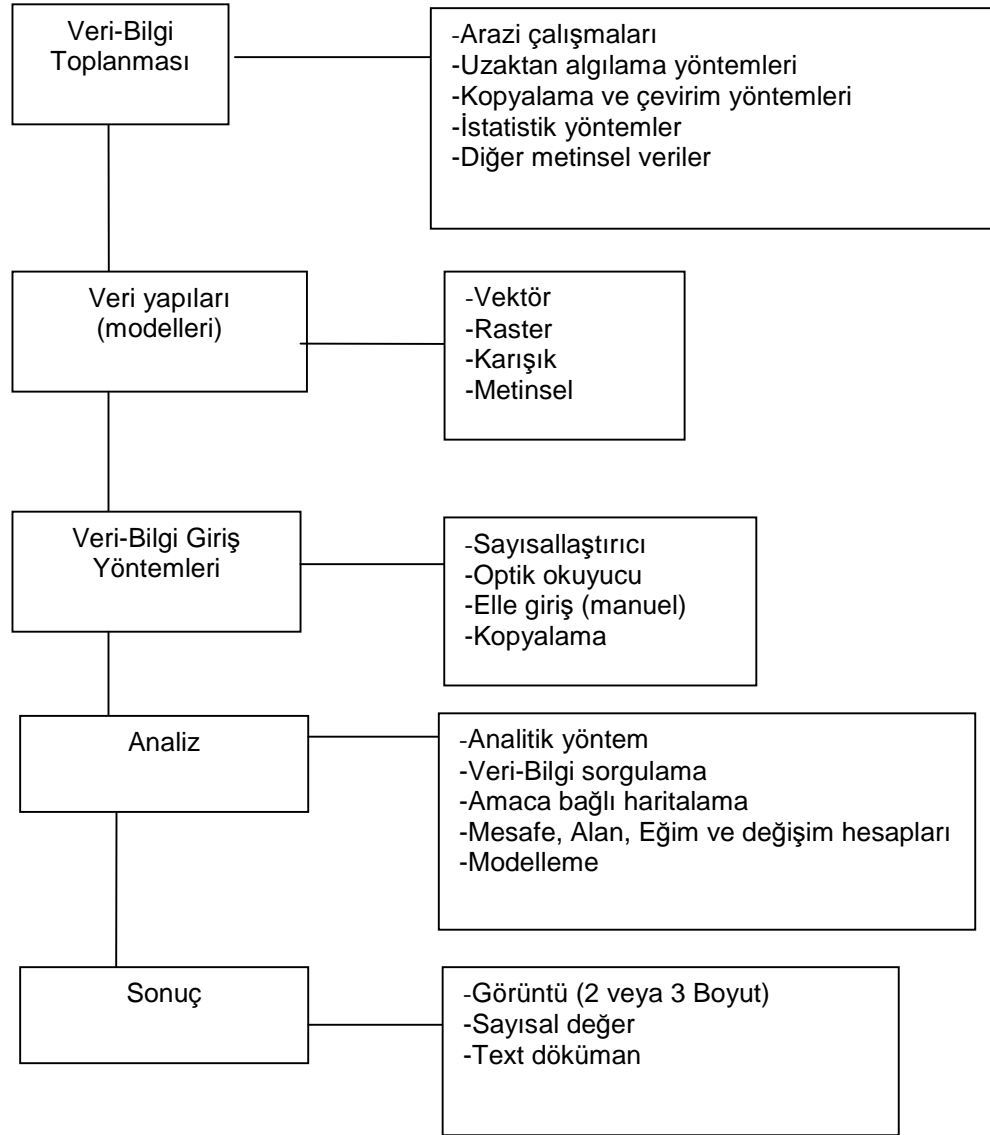 Veri-Bilgi
Toplanması
-Arazi çalışmaları
-Uzaktan algılama yöntemleri
-Kopyalama ve çevirim yöntemleri
-İstatistik yöntemler
-Diğer metinsel veriler
Veri yapıları
(modelleri)
-Vektör
-Raster
-Karışık
-Metinsel
Veri-Bilgi Giriş
Yöntemleri
-Sayısallaştırıcı
-Optik okuyucu
-Elle giriş (manuel)
-Kopyalama
Analiz
-Analitik yöntem
-Veri-Bilgi sorgulama
-Amaca bağlı haritalama
-Mesafe, Alan, Eğim ve değişim hesapları
-Modelleme
Sonuç
-Görüntü (2 veya 3 Boyut)
-Sayısal değer
-Text döküman